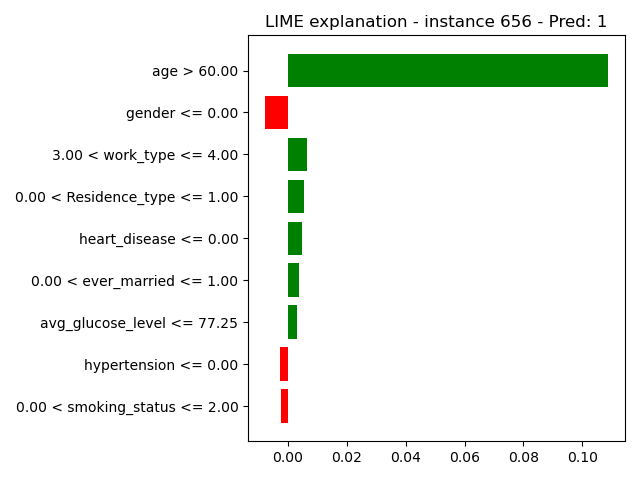 LIME explanation - instance 656 - Pred: 1
age > 60.00
gender <= 0.00
3.00 < work_type <= 4.00
0.00 < Residence_type <= 1.00
heart_disease <= 0.00
0.00 < ever_married <= 1.00
avg_glucose_level <= 77.25
hypertension <= 0.00
0.00 < smoking_status <= 2.00
0.00 0.02 0.04 0.06 0.08 0.10